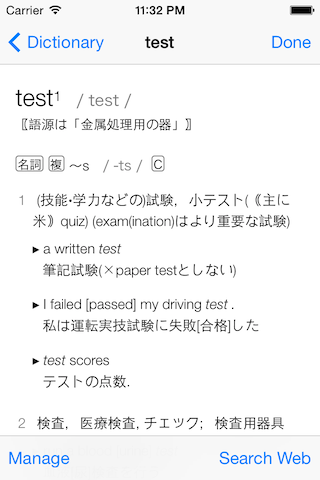 Carrier 11:32 PM
Dictionary test Done
test1 / test /
〖語源は「金属処理用の器」〗
名詞 複 ～s / -ts / C
1 (技能・学力などの)試験，小テスト(⦅主に
米⦆quiz) (exam(ination)はより重要な試験)
▸ a written test
筆記試験(×paper testとしない)
▸ I failed [passed] my driving test .
私は運転実技試験に失敗[合格]した
▸ test scores
テストの点数.
2 検査，医療検査, チェック；検査用器具
Manage Search Web